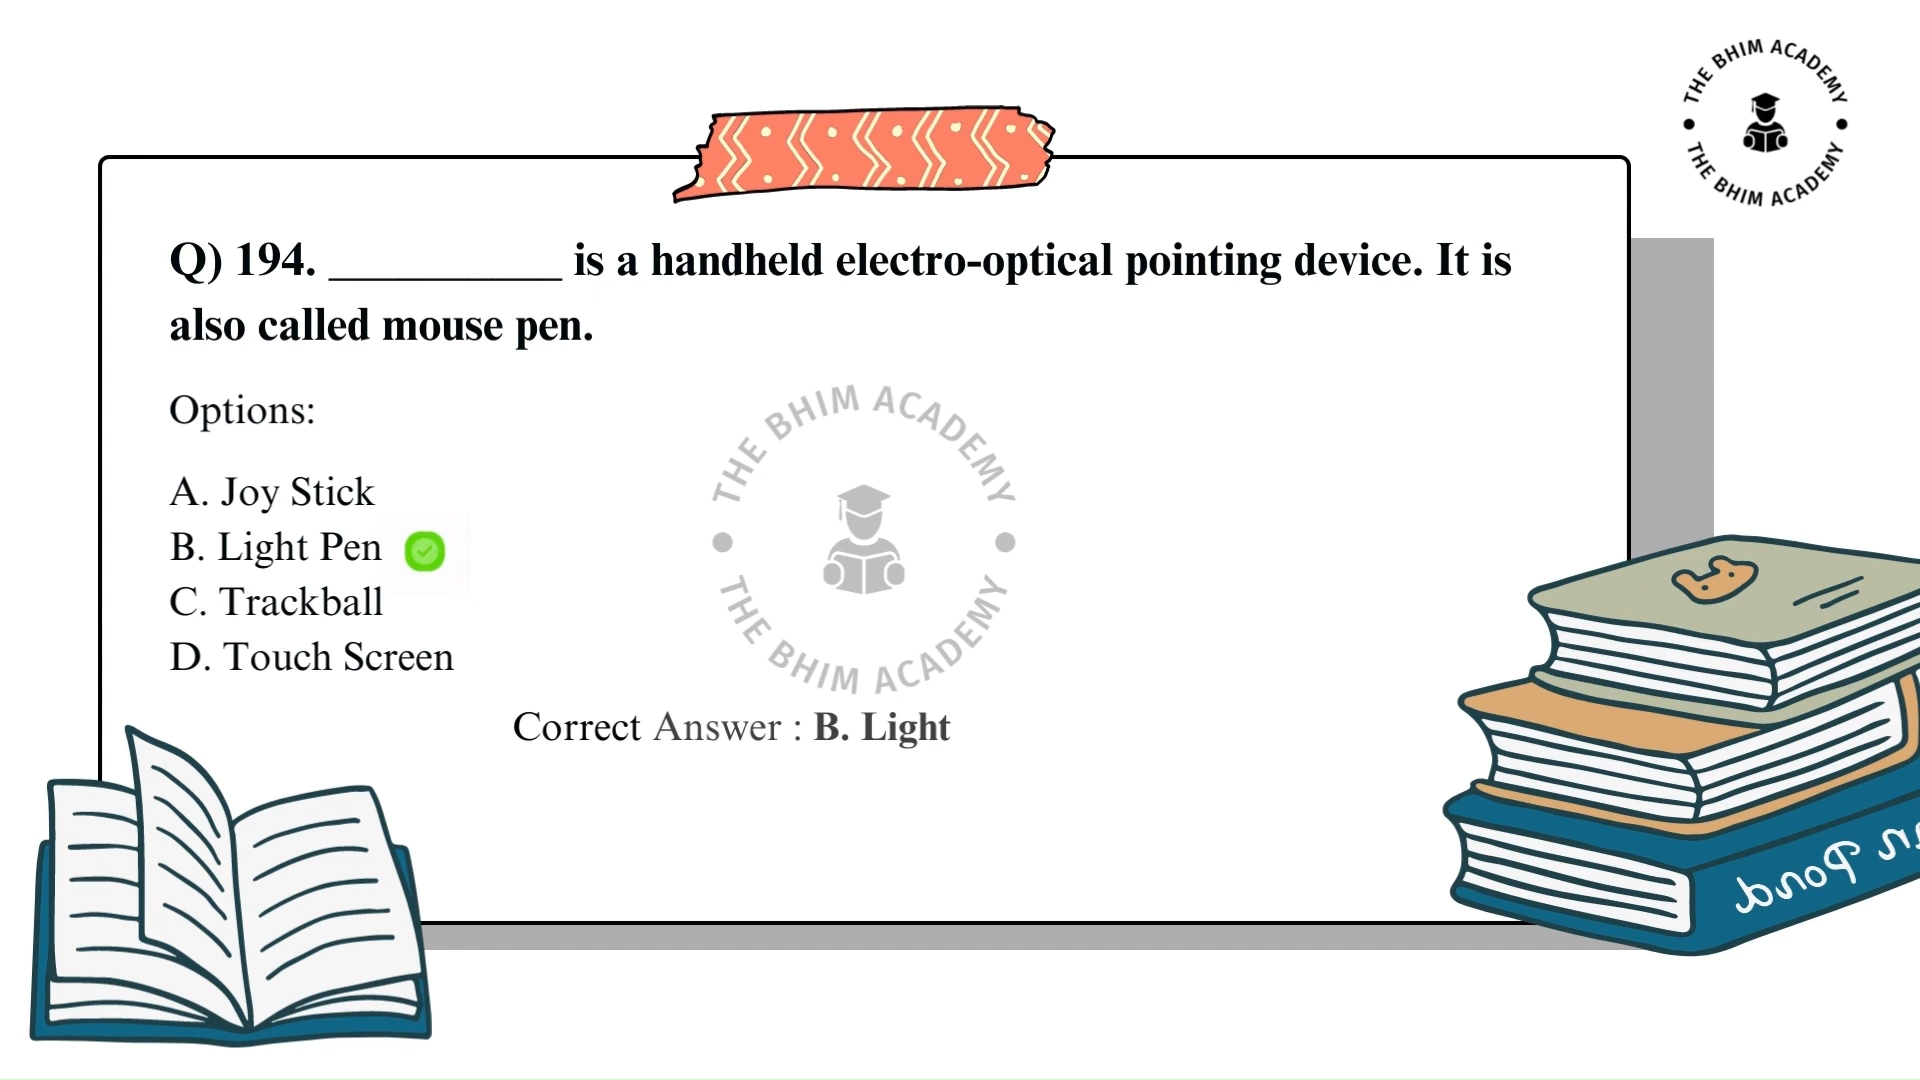 THE BHIM ACADEMY
THE BHIM ACADEMY
Q) 194. __________ is a handheld electro-optical pointing device. It is
also called mouse pen.
Options:
THE BHIM ACADEMY
A. Joy Stick
B. Light Pen
C. Trackball
D. Touch Screen
THE BHIM ACADEMY
Correct Answer : B. Light
Pond